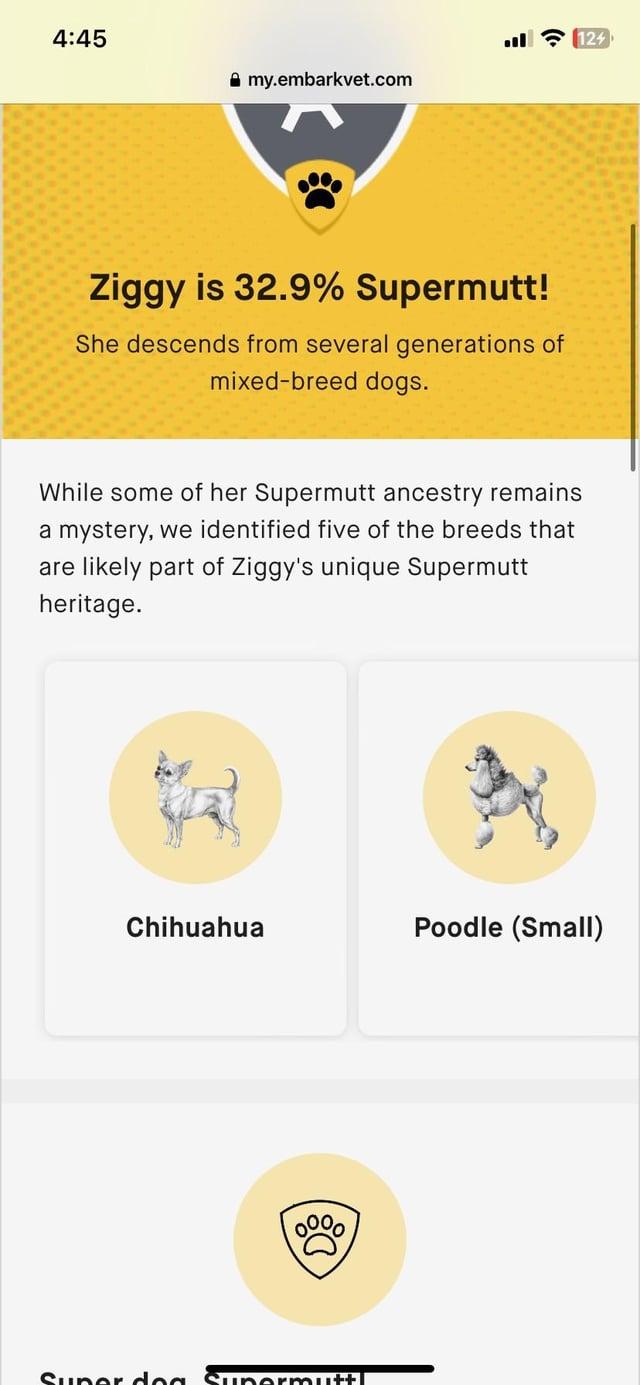 4:45
12
my.embarkvet.com
Ziggy is 32.9% Supermutt!
She descends from several generations of
mixed-breed dogs.
While some of her Supermutt ancestry remains
a mystery, we identified five of the breeds that
are likely part of Ziggy's unique Supermutt
heritage.
Chihuahua
Poodle (Small)
Super dog, Supermutt!